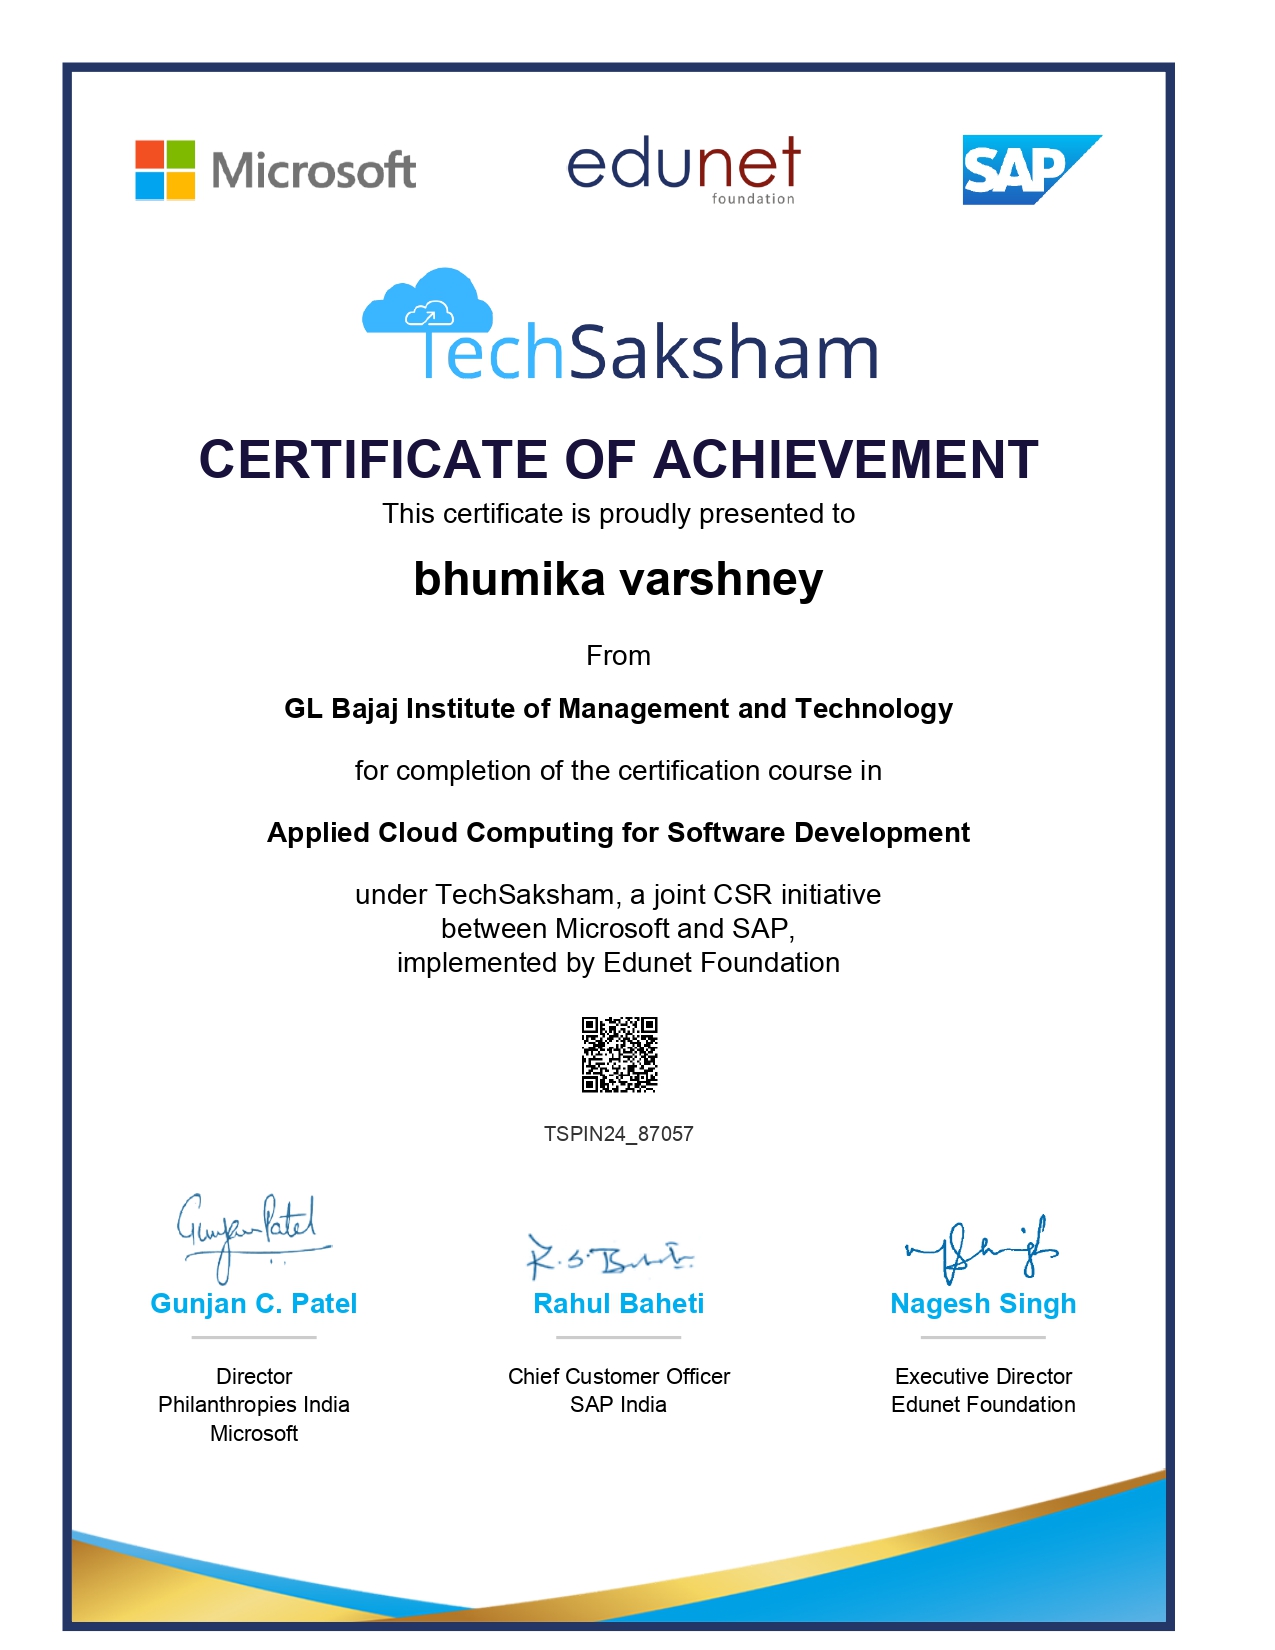 Microsoft
edunet
foundation
SAP
TechSaksham
CERTIFICATE OF ACHIEVEMENT
This certificate is proudly presented to
bhumika varshney
From
GL Bajaj Institute of Management and Technology
for completion of the certification course in
Applied Cloud Computing for Software Development
under TechSaksham, a joint CSR initiative
between Microsoft and SAP,
implemented by Edunet Foundation
TSPIN24_87057
Gunjan Patel
R.S. Baheti
Gunjan C. Patel
Rahul Baheti
Nagesh Singh
Director
Philanthropies India
Microsoft
Chief Customer Officer
SAP India
Executive Director
Edunet Foundation